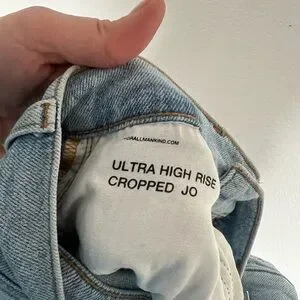 ORALLMANKIND.COM
ULTRA HIGH RISE
CROPPED JO